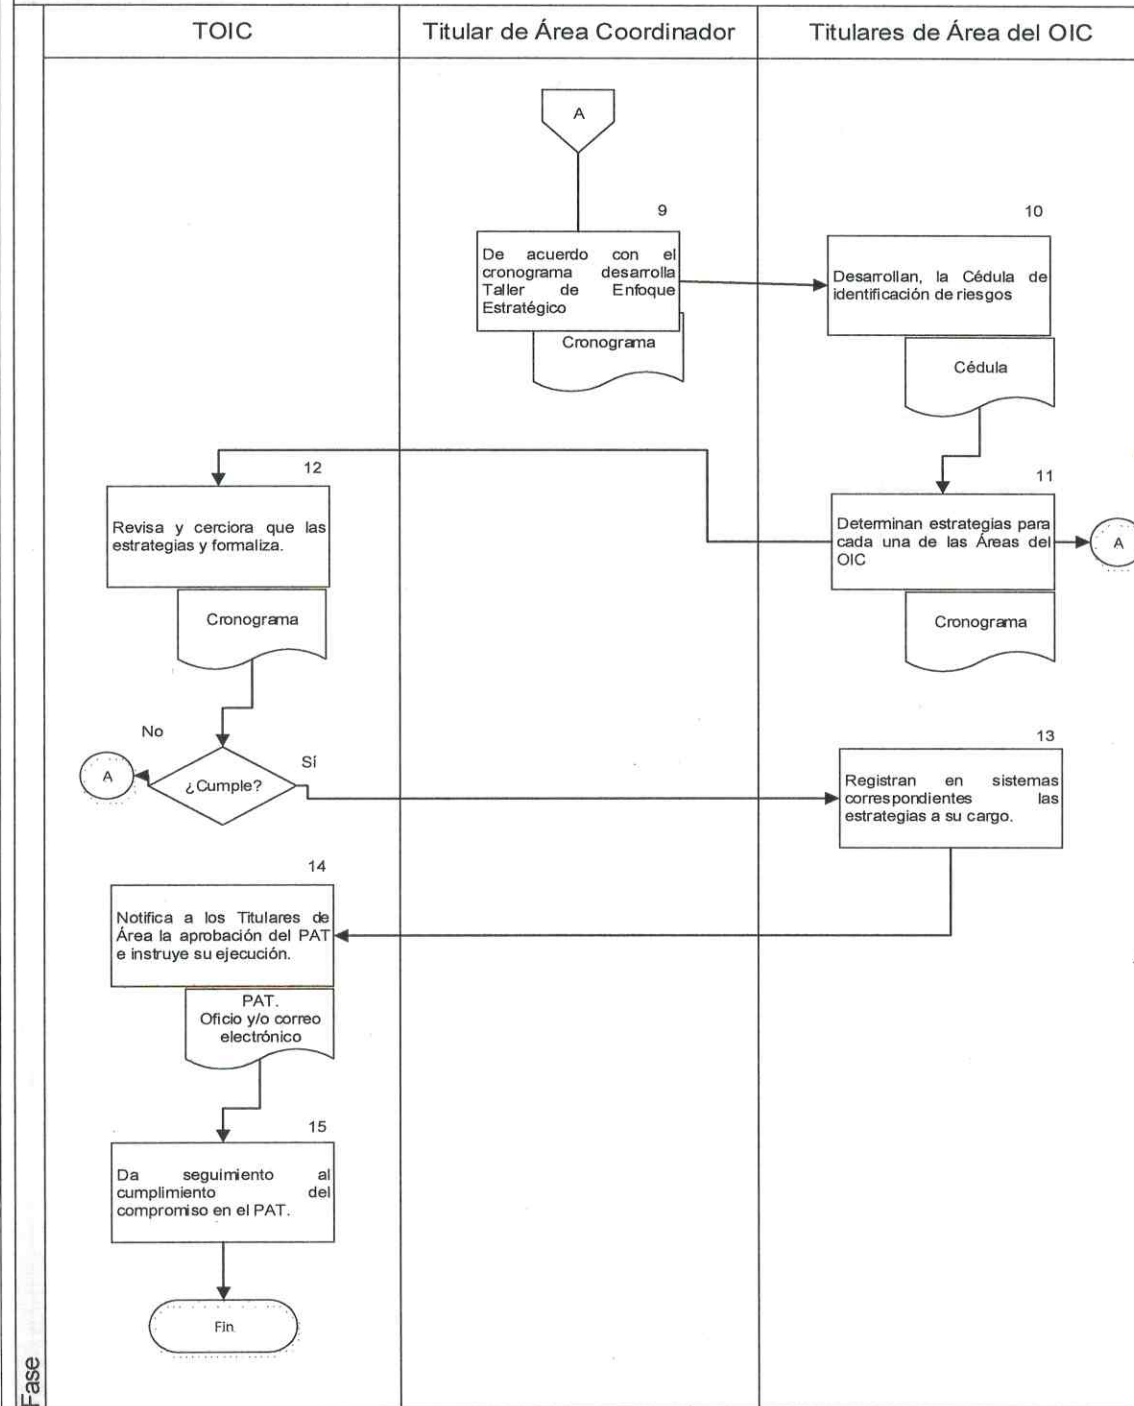 TOIC
Titular de Área Coordinador
Titulares de Área del OIC
A
9
De acuerdo con el
cronograma desarrolla
Taller de Enfoque
Estratégico
Cronograma
10
Desarrollan, la Cédula de
identificación de riesgos
Cédula
11
Determinan estrategias para
cada una de las Áreas del
OIC
A
Cronograma
12
Revisa y cerciora que las
estrategias y formaliza.
Cronograma
No
A
¿Cumple?
Sí
13
Registran en sistemas
correspondientes las
estrategias a su cargo.
14
Notifica a los Titulares de
Área la aprobación del PAT
e instruye su ejecución.
PAT.
Oficio y/o correo
electrónico
15
Da seguimiento al
cumplimiento del
compromiso en el PAT.
Fin
Fase